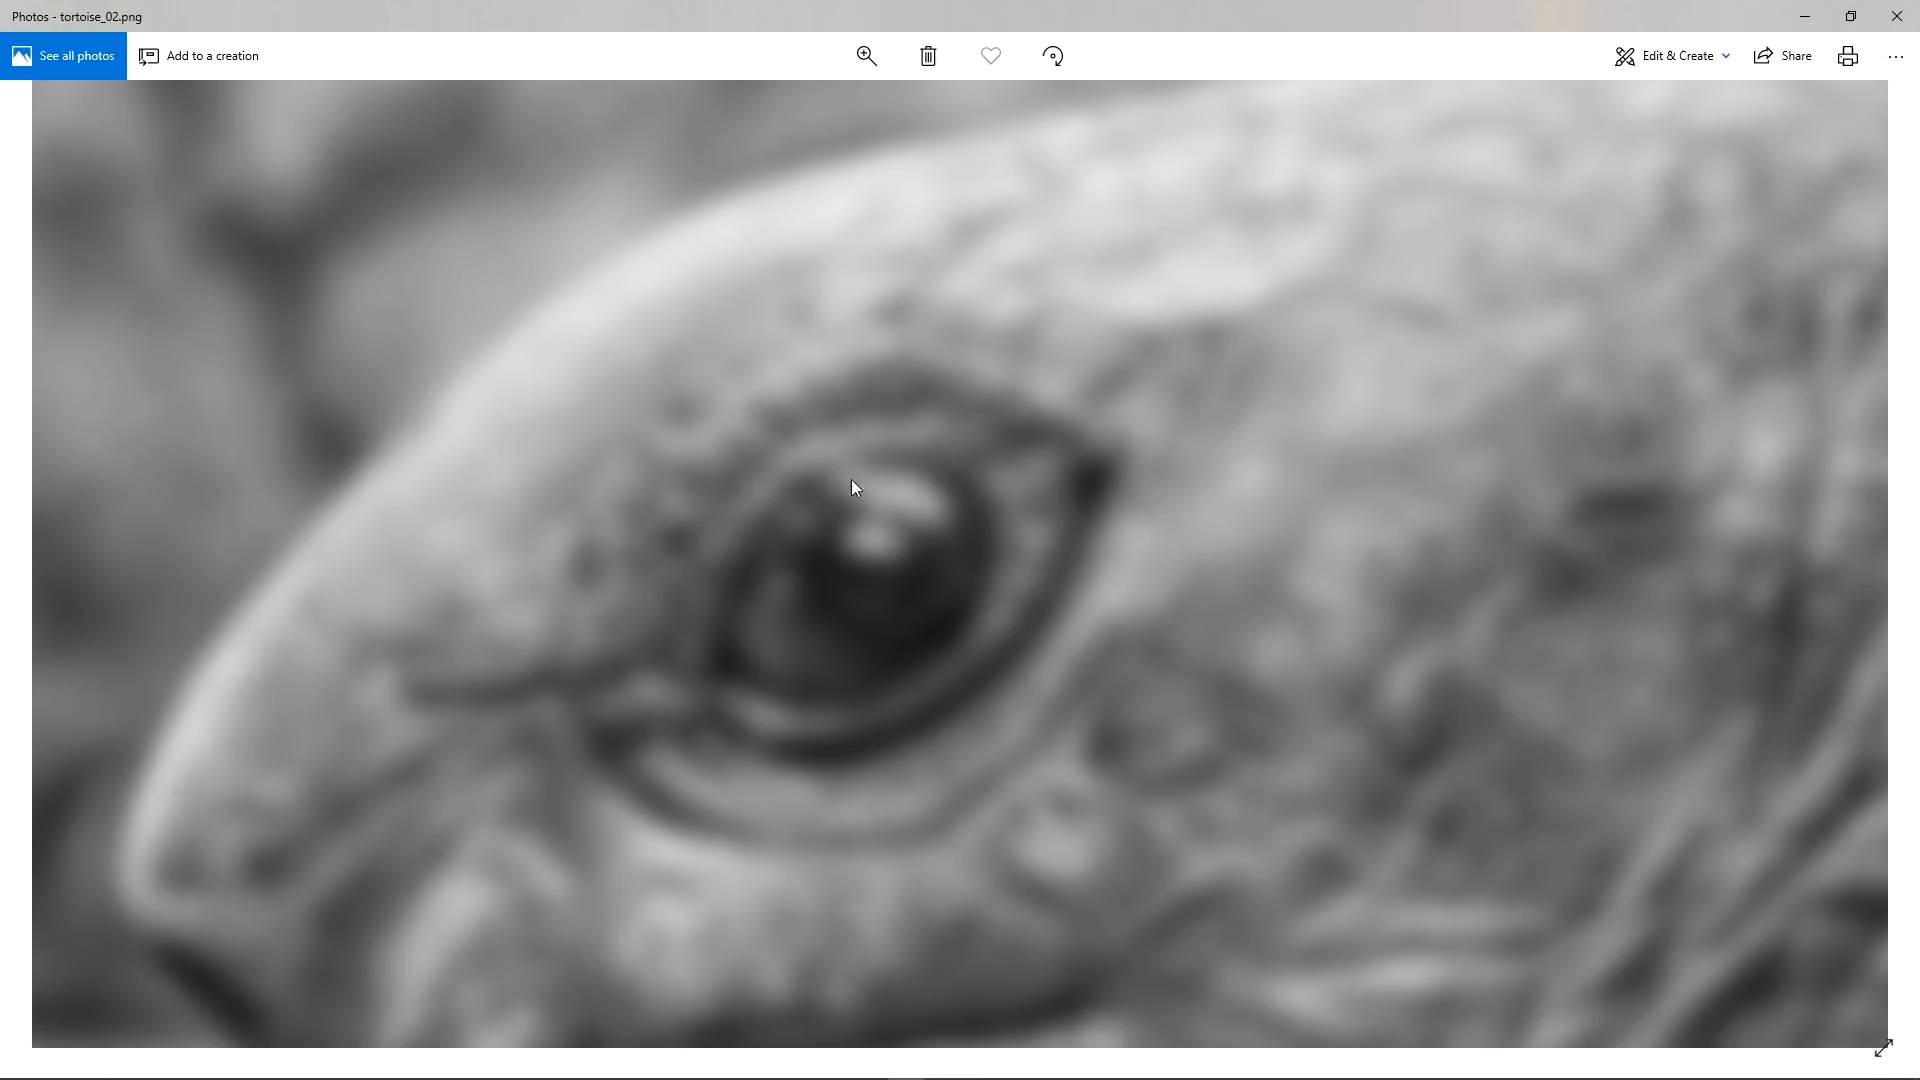 Photos - tortoise_02.png
See all photos
Add to a creation
Edit & Create
Share